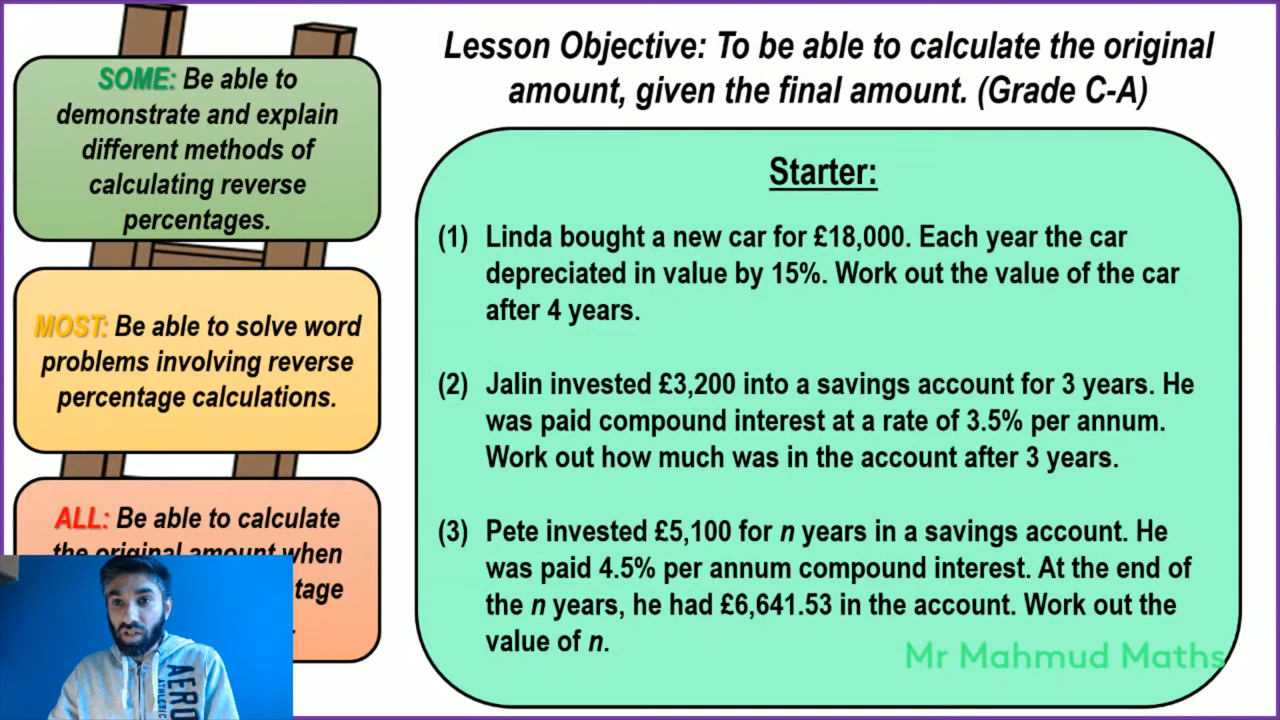 SOME: Be able to
demonstrate and explain
different methods of
calculating reverse
percentages.
MOST: Be able to solve word
problems involving reverse
percentage calculations.
ALL: Be able to calculate
the original amount when
tage
.
Lesson Objective: To be able to calculate the original
amount, given the final amount. (Grade C-A)
Starter:
(1) Linda bought a new car for £18,000. Each year the car
depreciated in value by 15%. Work out the value of the car
after 4 years.
(2) Jalin invested £3,200 into a savings account for 3 years. He
was paid compound interest at a rate of 3.5% per annum.
Work out how much was in the account after 3 years.
(3) Pete invested £5,100 for n years in a savings account. He
was paid 4.5% per annum compound interest. At the end of
the n years, he had £6,641.53 in the account. Work out the
value of n.
Mr Mahmud Maths
AERO
ATHLETIC